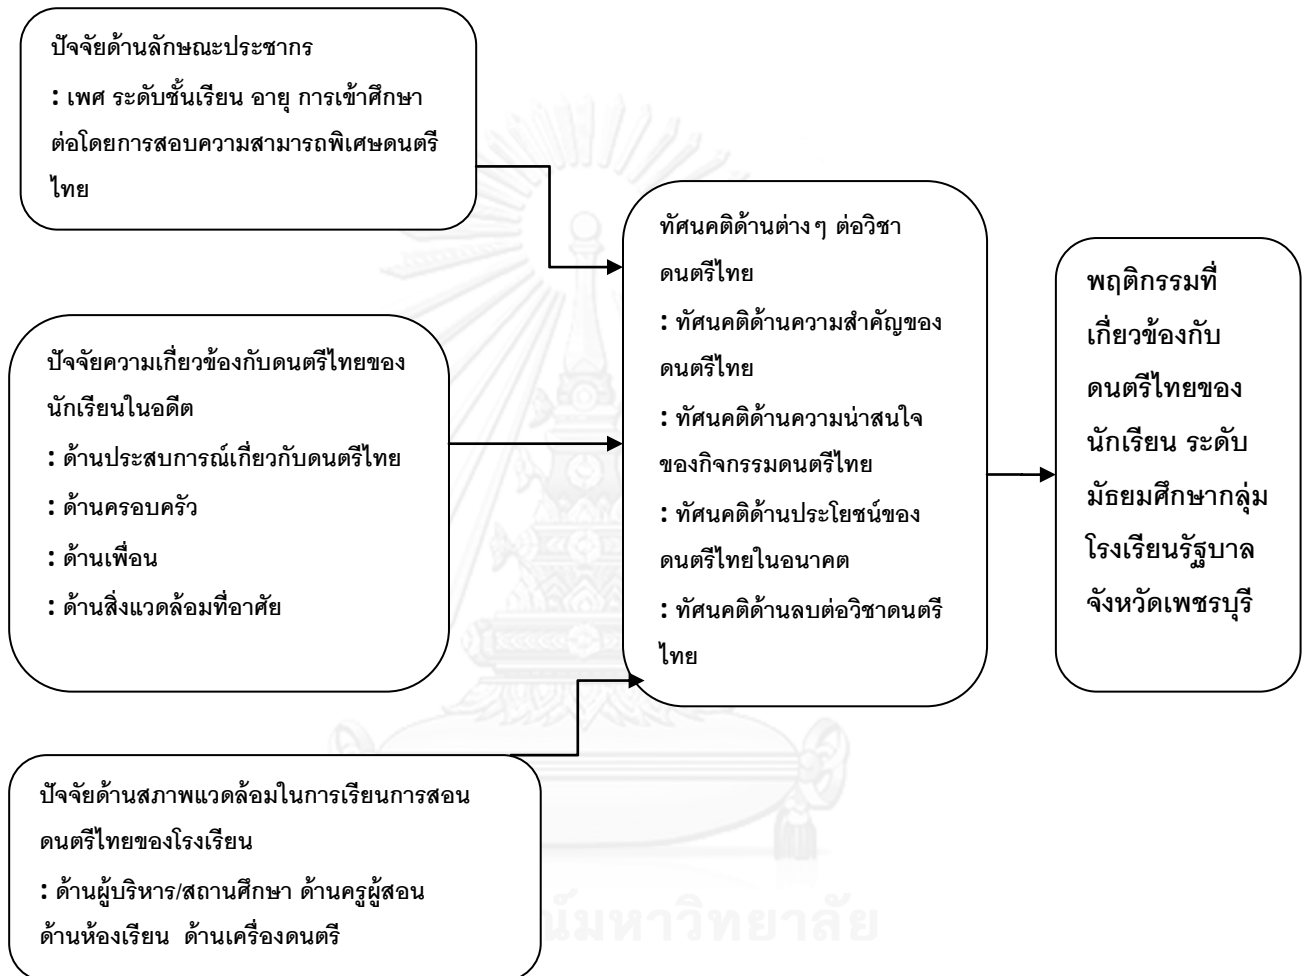 ปัจจัยด้านลักษณะประชากร
: เพศ ระดับชั้นเรียน อายุ การเข้าศึกษา
ต่อโดยการสอบความสามารถพิเศษดนตรี
ไทย
ปัจจัยความเกี่ยวข้องกับดนตรีไทยของ
นักเรียนในอดีต
: ด้านประสบการณ์เกี่ยวกับดนตรีไทย
: ด้านครอบครัว
: ด้านเพื่อน
: ด้านสิ่งแวดล้อมที่อาศัย
ปัจจัยด้านสภาพแวดล้อมในการเรียนการสอน
ดนตรีไทยของโรงเรียน
: ด้านผู้บริหาร/สถานศึกษา ด้านครูผู้สอน
ด้านห้องเรียน ด้านเครื่องดนตรี
ทัศนคติด้านต่างๆ ต่อวิชา
ดนตรีไทย
: ทัศนคติด้านความสำคัญของ
ดนตรีไทย
: ทัศนคติด้านความน่าสนใจ
ของกิจกรรมดนตรีไทย
: ทัศนคติด้านประโยชน์ของ
ดนตรีไทยในอนาคต
: ทัศนคติด้านลบต่อวิชาดนตรี
ไทย
พฤติกรรมที่
เกี่ยวข้องกับ
ดนตรีไทยของ
นักเรียน ระดับ
มัธยมศึกษากลุ่ม
โรงเรียนรัฐบาล
จังหวัดเพชรบุรี
มหาวิทยาลัย